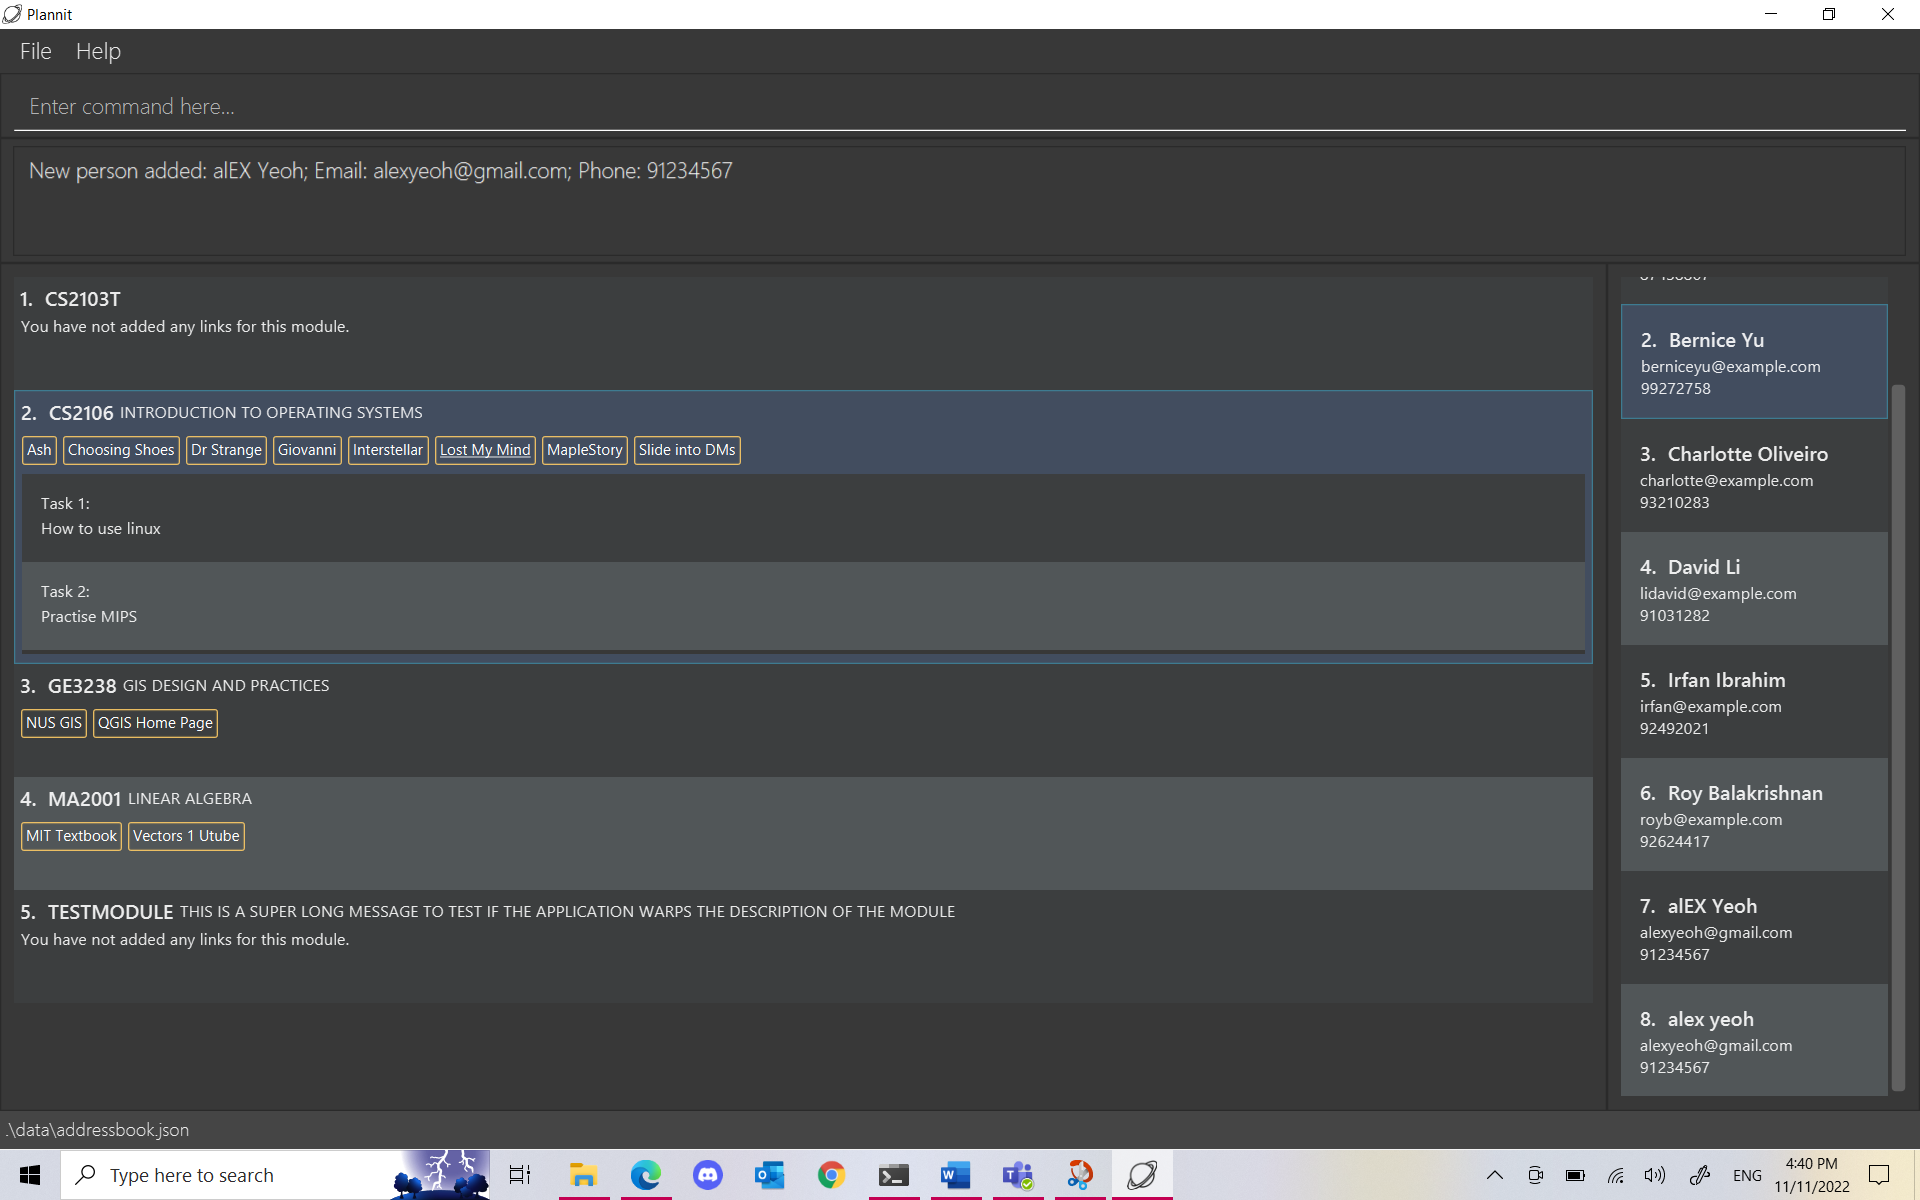 Plannit
File Help
Enter command here...
New person added: alEX Yeoh; Email: alexyeoh@gmail.com; Phone: 91234567
1. CS2103T
You have not added any links for this module.
2. CS2106 INTRODUCTION TO OPERATING SYSTEMS
Ash Choosing Shoes Dr Strange Giovanni Interstellar Lost My Mind MapleStory Slide into DMs
Task 1:
How to use linux
Task 2:
Practise MIPS
3. GE3238 GIS DESIGN AND PRACTICES
NUS GIS QGIS Home Page
4. MA2001 LINEAR ALGEBRA
MIT Textbook Vectors 1 Utube
5. TESTMODULE THIS IS A SUPER LONG MESSAGE TO TEST IF THE APPLICATION WARPS THE DESCRIPTION OF THE MODULE
You have not added any links for this module.
2. Bernice Yu
berniceyu@example.com
99272758
3. Charlotte Oliveiro
charlotte@example.com
93210283
4. David Li
lidavid@example.com
91031282
5. Irfan Ibrahim
irfan@example.com
92492021
6. Roy Balakrishnan
royb@example.com
92624417
7. alEX Yeoh
alexyeoh@gmail.com
91234567
8. alex yeoh
alexyeoh@gmail.com
91234567
.\data\addressbook.json
Type here to search
ENG
4:40 PM
11/11/2022